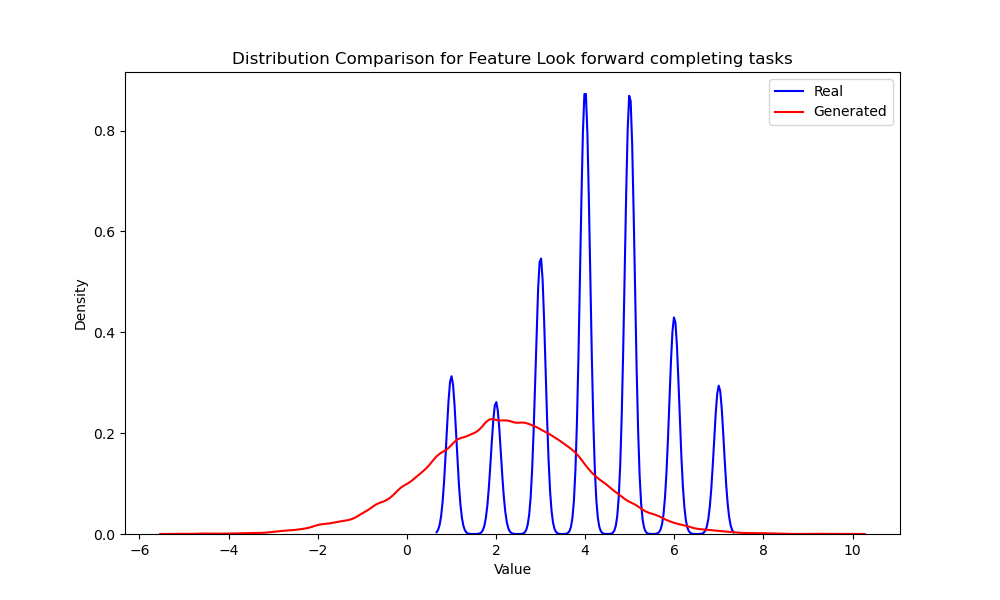 Distribution Comparison for Feature Look forward completing tasks
Real
Generated
Density
0.8
0.6
0.4
0.2
0.0
−6 −4 −2 0 2 4 6 8 10
Value